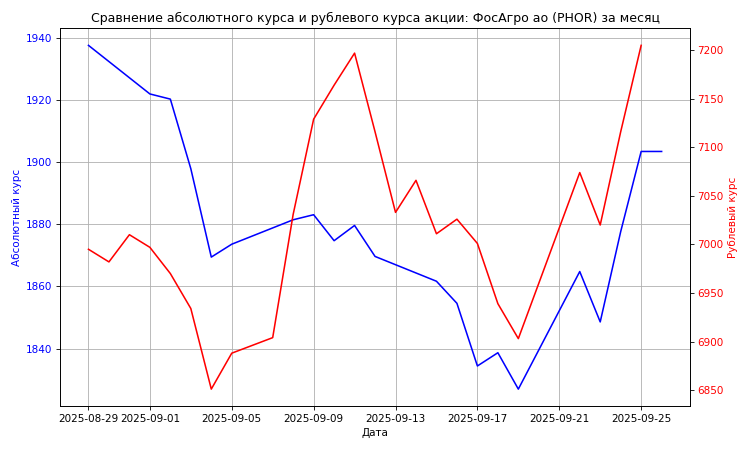 Сравнение абсолютного курса и рублевого курса акции: ФосАгро ао (PHOR) за месяц
1940
1920
1900
1880
1860
1840
Абсолютный курс
7200
7150
7100
7050
7000
6950
6900
6850
Рублевый курс
2025-08-29 2025-09-01 2025-09-05 2025-09-09 2025-09-13 2025-09-17 2025-09-21 2025-09-25
Дата